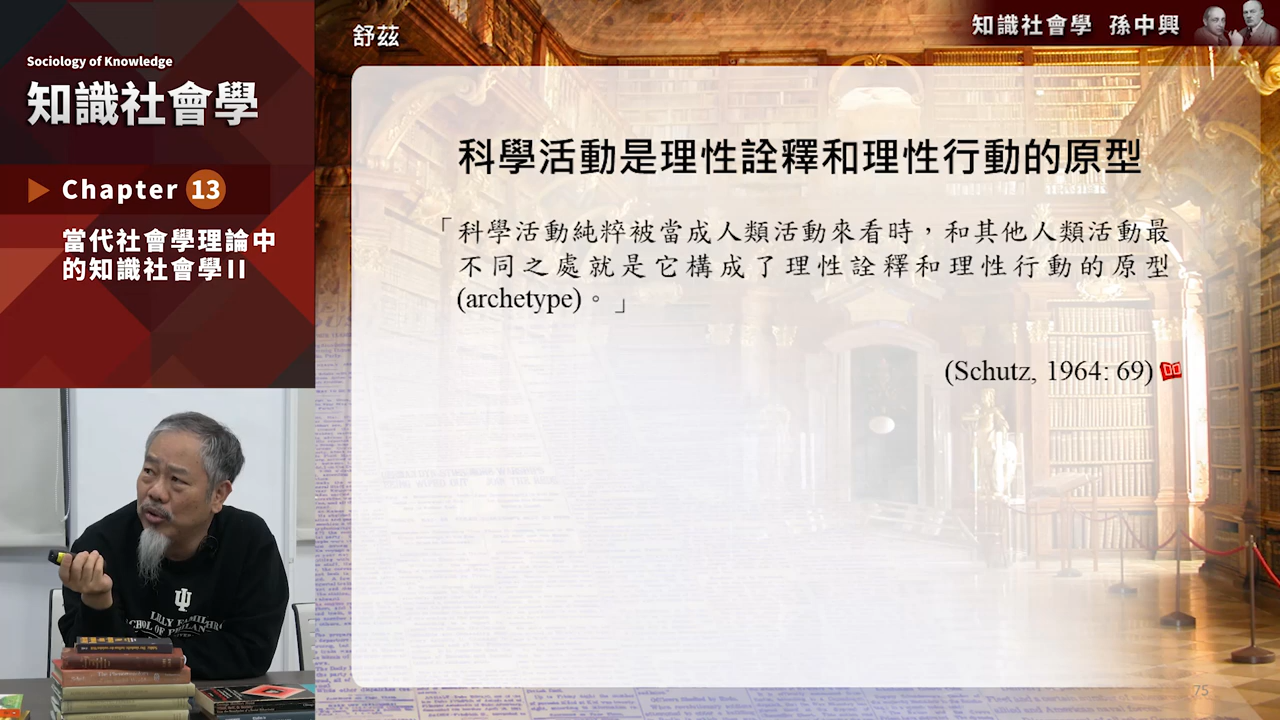 Sociology of Knowledge
知識社會學
Chapter 13
當代社會學理論中
的知識社會學II
舒茲
知識社會學 孫中興
科學活動是理性詮釋和理性行動的原型
「科學活動純粹被當成人類活動來看時，和其他人類活動最
不同之處就是它構成了理性詮釋和理性行動的原型
(archetype)。」
(Schutz, 1964: 69)
75
LILLY FAMILY
SCHOOL OF PHILAN